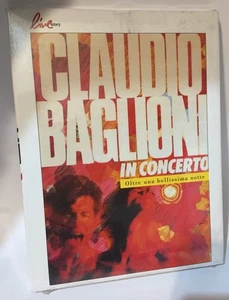 CLAUDIO
BAGLIONI
IN CONCERTO
Oltre una bellissima notte